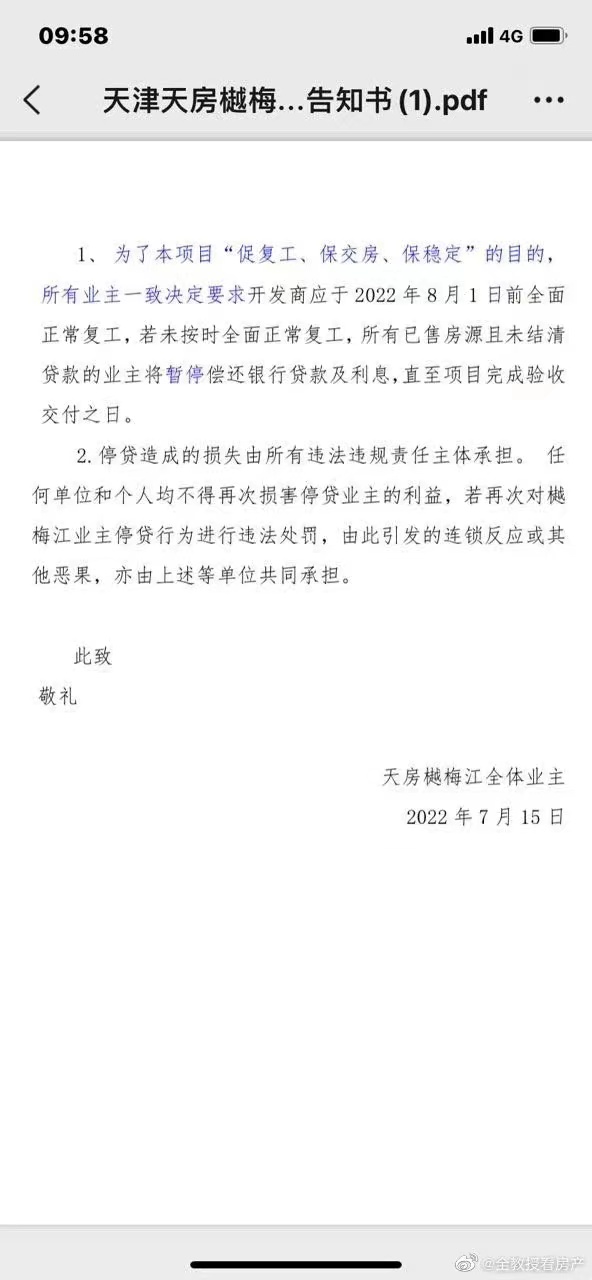 09:58
4G
天津天房樾梅...告知书(1).pdf
1、 为了本项目“促复工、保交房、保稳定”的目的，
所有业主一致决定要求开发商应于 2022 年 8 月 1 日前全面
正常复工，若未按时全面正常复工，所有已售房源且未结清
贷款的业主将暂停偿还银行贷款及利息，直至项目完成验收
交付之日。
2.停贷造成的损失由所有违法违规责任主体承担。 任
何单位和个人均不得再次损害停贷业主的利益，若再次对樾
梅江业主停贷行为进行违法处罚，由此引发的连锁反应或其
他恶果，亦由上述等单位共同承担。
此致
敬礼
天房樾梅江全体业主
2022 年 7 月 15 日
@全教授看房产